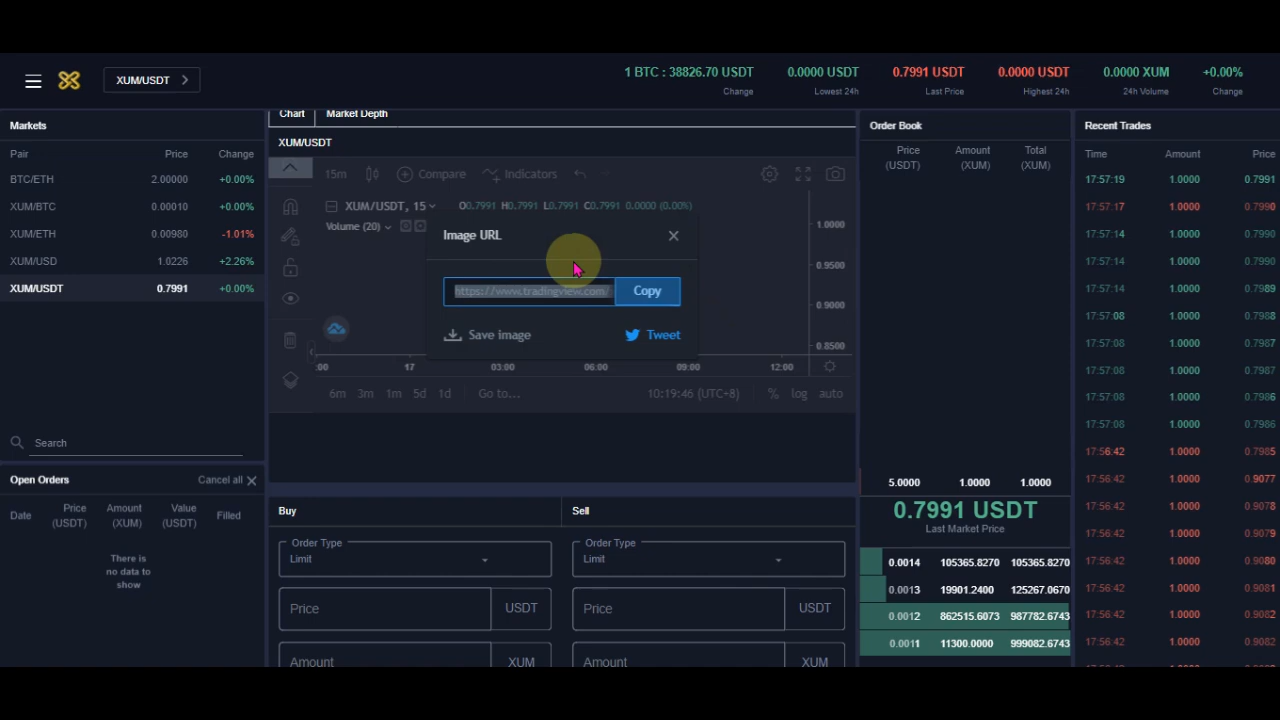 XUM/USDT
1 BTC : 38826.70 USDT
Change
0.0000 USDT
Lowest 24h
0.7991 USDT
Last Price
0.0000 USDT
Highest 24h
0.0000 XUM
24h Volume
+0.00%
Change
Markets
Pair Price Change
BTC/ETH 2.00000 +0.00%
XUM/BTC 0.00010 +0.00%
XUM/ETH 0.00980 -1.01%
XUM/USD 1.0226 +2.26%
XUM/USDT 0.7991 +0.00%
Search
Open Orders Cancel all
Date Price (USDT) Amount (XUM) Value (USDT) Filled
There is
no data to
show
Chart Market Depth
XUM/USDT
15m Compare Indicators
XUM/USDT, 15 O0.7991 H0.7991 L0.7991 C0.7991 0.0000 (0.00%)
Volume (20)
1.0000
0.9500
0.9000
0.8500
Image URL
https://www.tradingview.com/ Copy
Save image Tweet
:00 17 03:00 06:00 09:00 12:00
6m 3m 1m 5d 1d Go to... 10:19:46 (UTC+8) % log auto
Buy
Order Type
Limit
Price USDT
Amount XUM
Sell
Order Type
Limit
Price USDT
Amount XUM
Order Book
Price (USDT) Amount (XUM) Total (XUM)
5.0000 1.0000 1.0000
0.7991 USDT
Last Market Price
0.0014 105365.8270 105365.8270
0.0013 19901.2400 125267.0670
0.0012 862515.6073 987782.6743
0.0011 11300.0000 999082.6743
Recent Trades
Time Amount Price
17:57:19 1.0000 0.7991
17:57:17 1.0000 0.7990
17:57:14 1.0000 0.7991
17:57:14 1.0000 0.7989
17:57:14 1.0000 0.7989
17:57:08 1.0000 0.7988
17:57:08 1.0000 0.7987
17:57:08 1.0000 0.7987
17:57:08 1.0000 0.7986
17:57:08 1.0000 0.7986
17:56:42 1.0000 0.7985
17:56:42 1.0000 0.9077
17:56:42 1.0000 0.9078
17:56:42 1.0000 0.9079
17:56:42 1.0000 0.9080
17:56:42 1.0000 0.9081
17:56:42 1.0000 0.9082
17:56:42 1.0000 0.9082